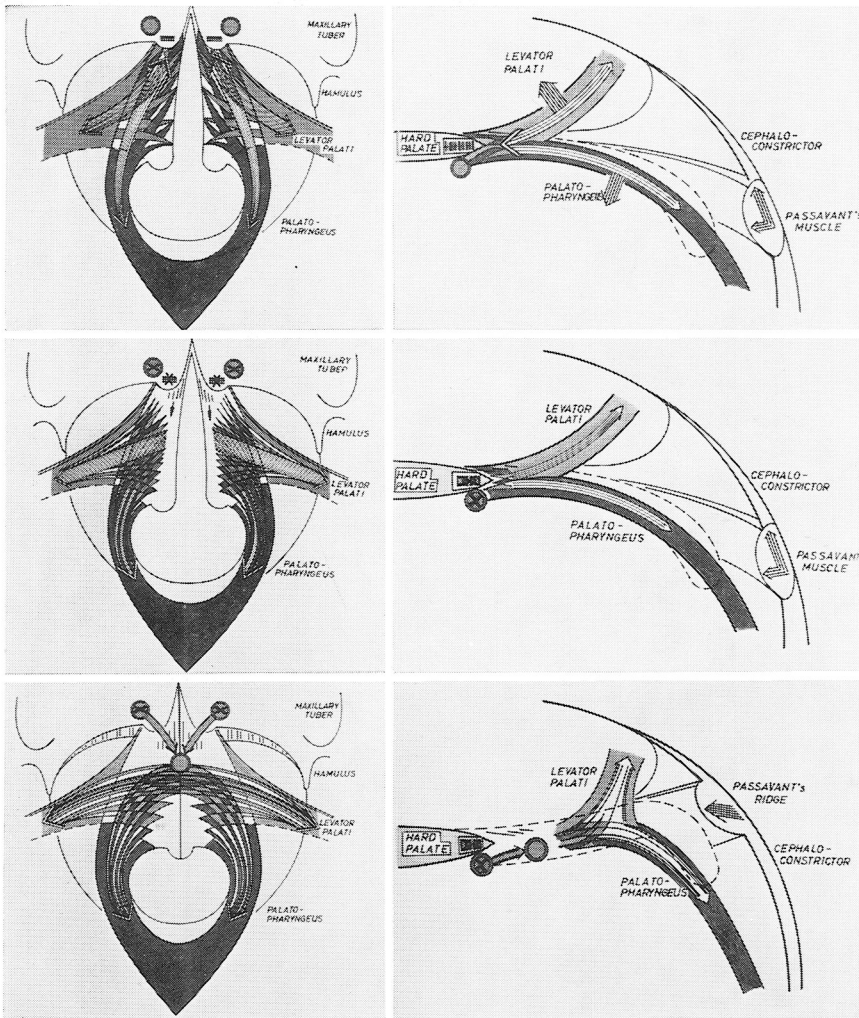 MAXILLARY
TUBER
HAMULUS
LEVATOR
PALATI
PALATO-
PHARYNGEUS
LEVATOR
PALATI
HARD
PALATE
PALATO-
PHARYNGEUS
CEPHALO-
CONSTRICTOR
PASSAVANT'S
MUSCLE
MAXILLARY
TUBER
HAMULUS
LEVATOR
PALATI
PALATO-
PHARYNGEUS
LEVATOR
PALATI
HARD
PALATE
PALATO-
PHARYNGEUS
CEPHALO-
CONSTRICTOR
PASSAVANT
MUSCLE
MAXILLARY
TUBER
HAMULUS
LEVATOR
PALATI
PALATO-
PHARYNGEUS
LEVATOR
PALATI
HARD
PALATE
PALATO-
PHARYNGEUS
PASSAVANT'S
RIDGE
CEPHALO-
CONSTRICTOR